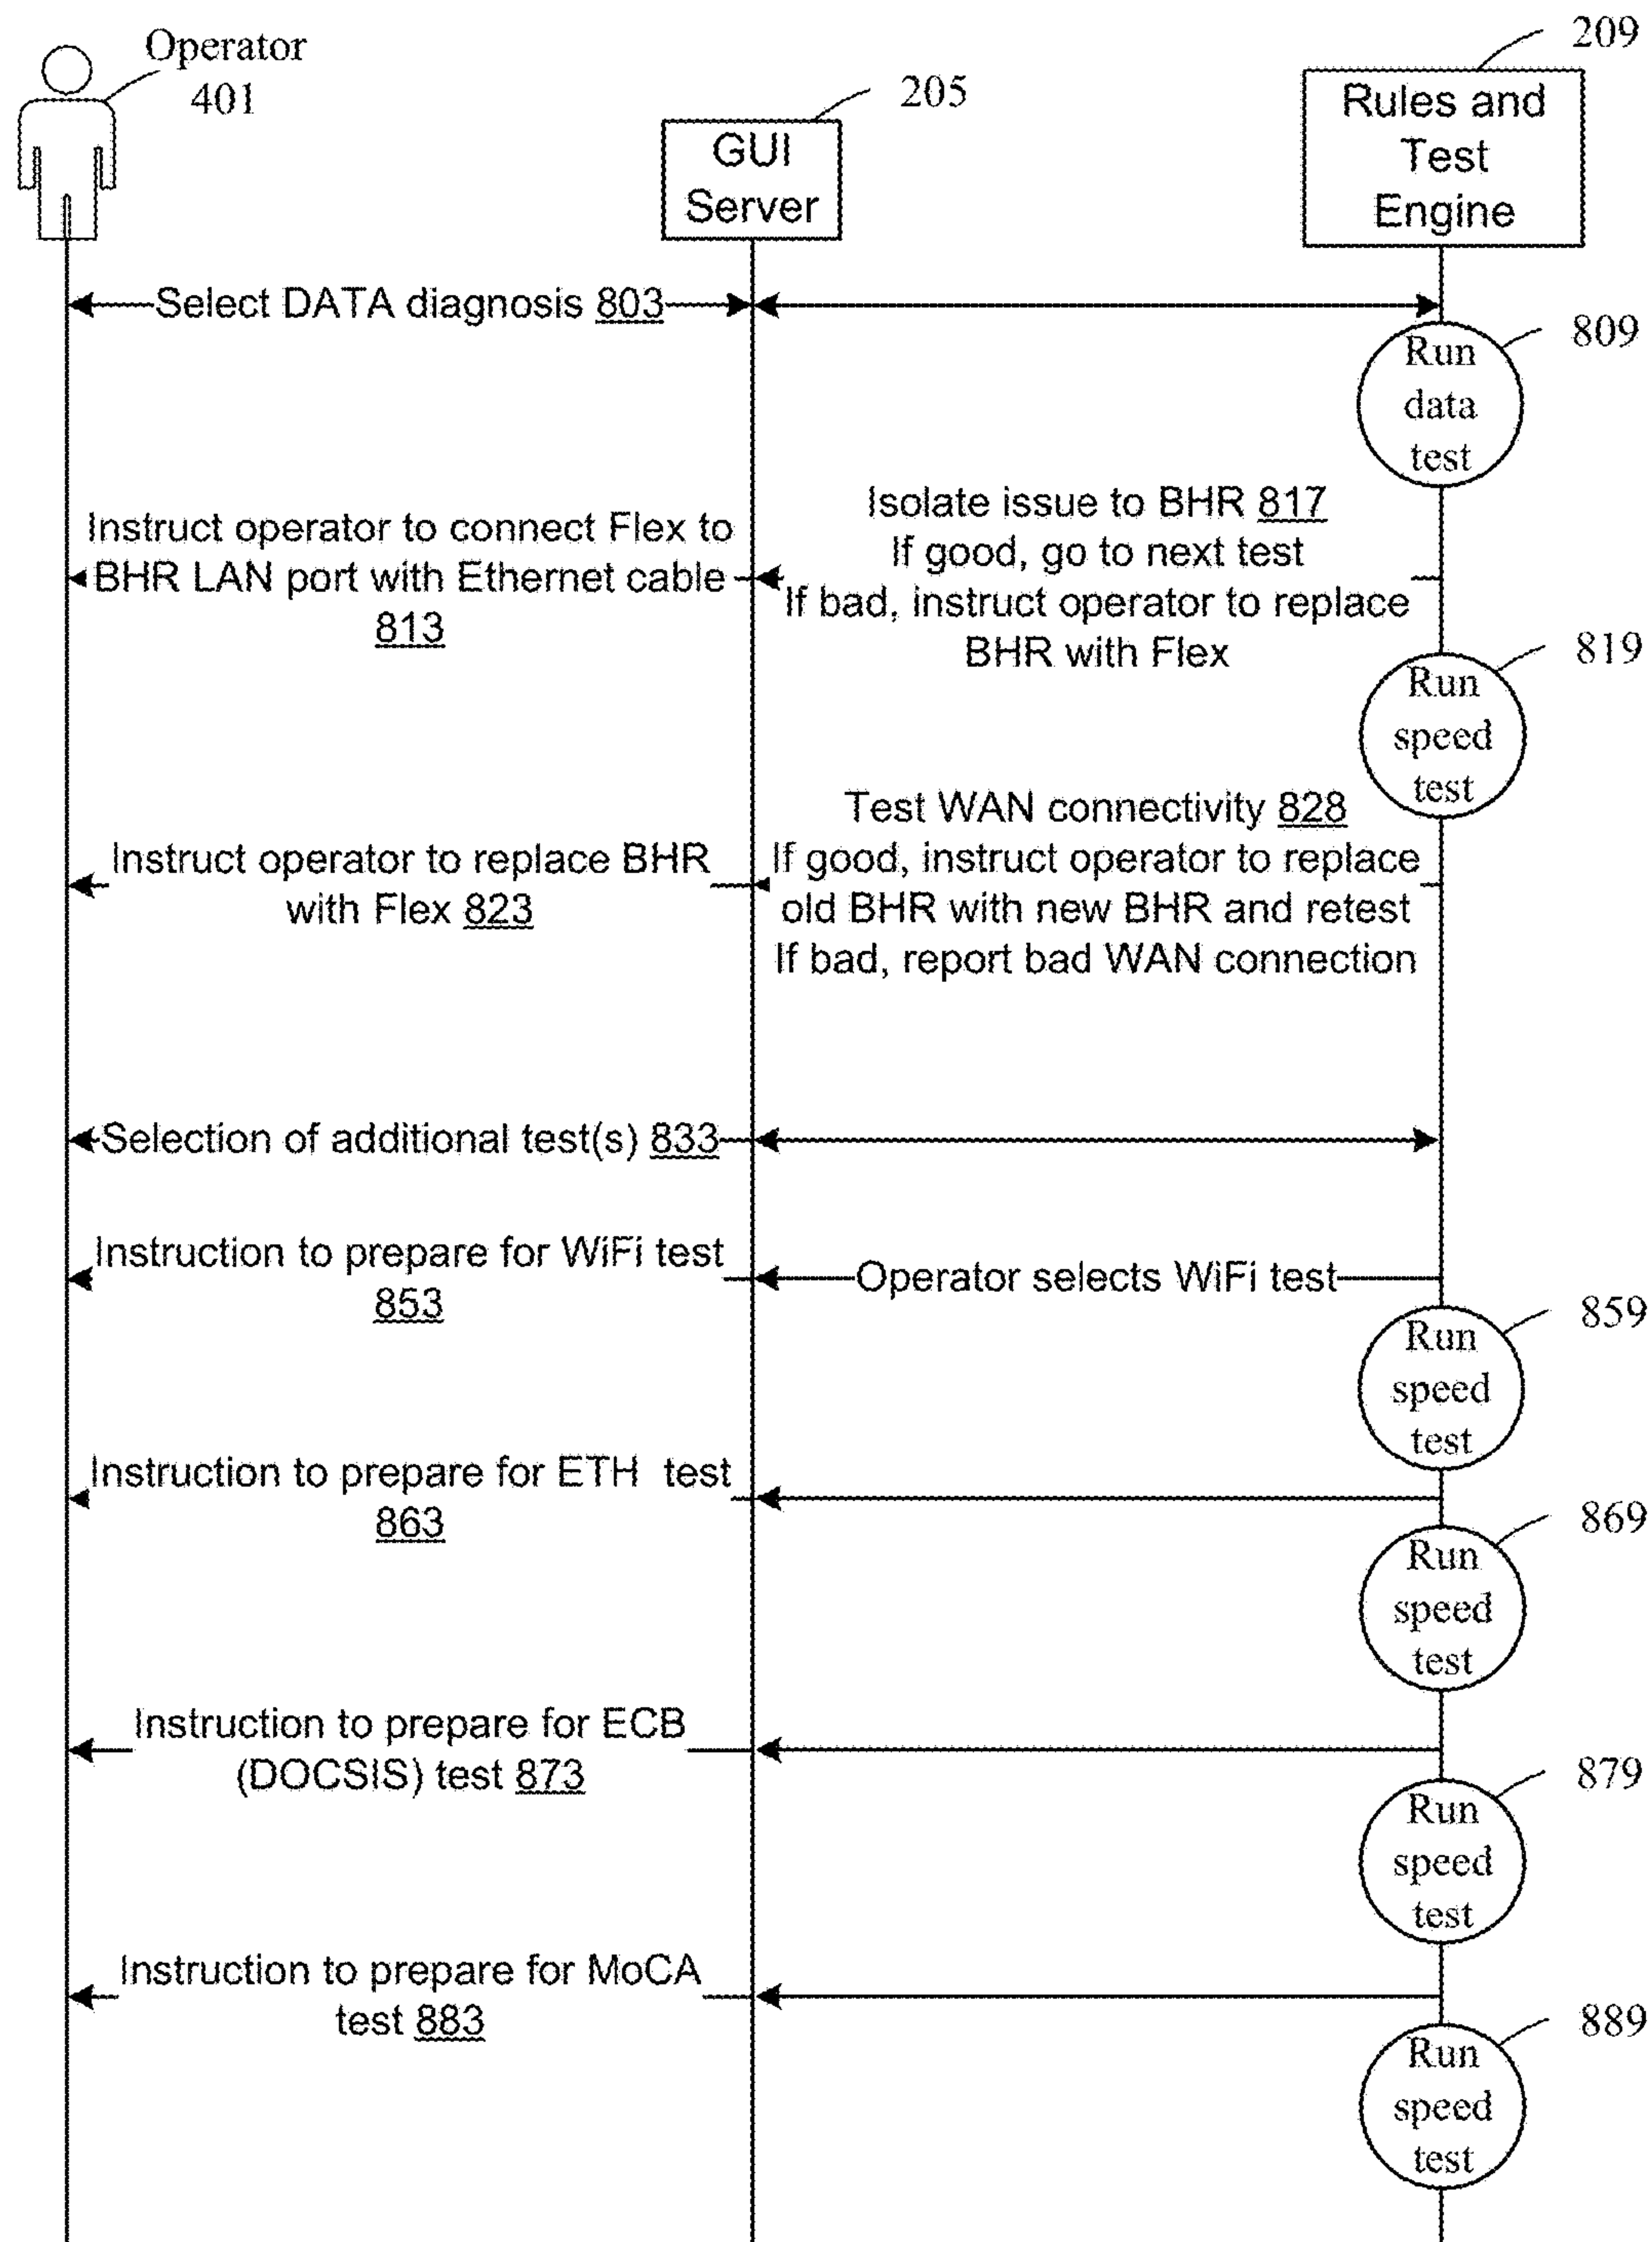 Operator
401
205
209
GUI
Server
Rules and
Test
Engine
Select DATA diagnosis 803
809
Run
data
test
Instruct operator to connect Flex to
BHR LAN port with Ethernet cable
813
Isolate issue to BHR 817
If good, go to next test
If bad, instruct operator to replace
BHR with Flex
819
Run
speed
test
Instruct operator to replace BHR
with Flex 823
Test WAN connectivity 828
If good, instruct operator to replace
old BHR with new BHR and retest
If bad, report bad WAN connection
Selection of additional test(s) 833
Instruction to prepare for WiFi test
853
Operator selects WiFi test
859
Run
speed
test
Instruction to prepare for ETH test
863
869
Run
speed
test
Instruction to prepare for ECB
(DOCSIS) test 873
879
Run
speed
test
Instruction to prepare for MoCA
test 883
889
Run
speed
test